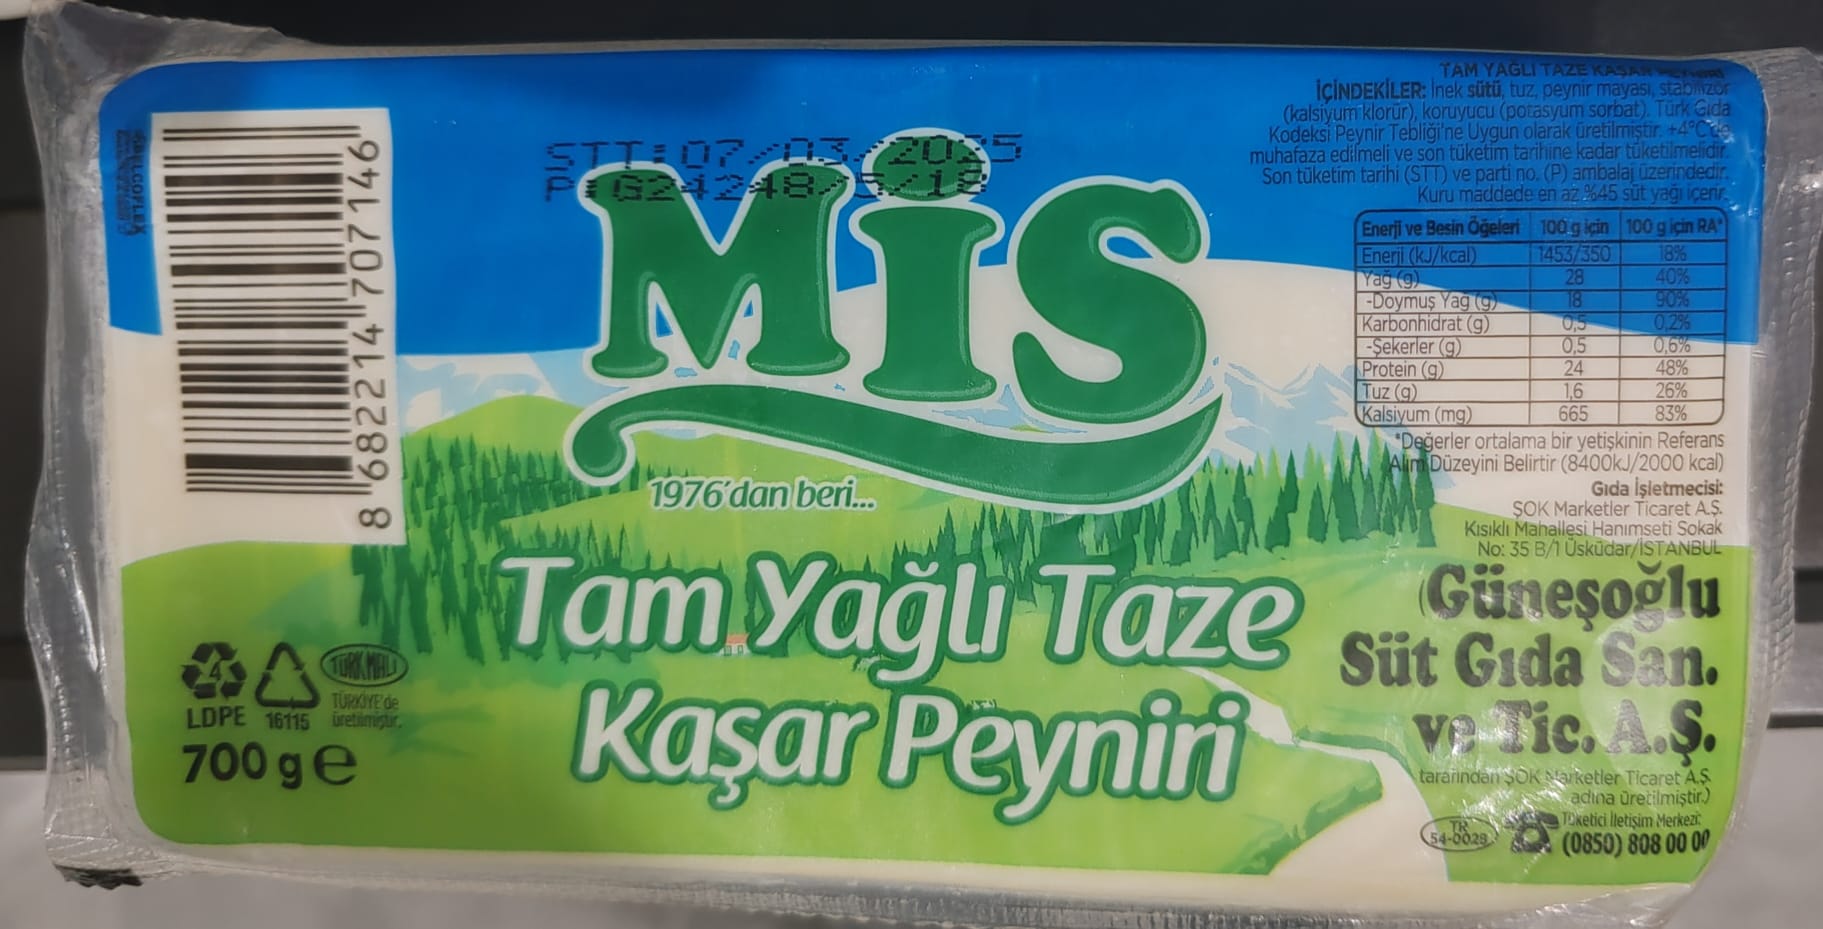 STT:07/03/2025
P:G24248/5/18
MİS
1976'dan beri...
Tam Yağlı Taze
Kaşar Peyniri
8 682214 707146
LDPE 16115
4
TÜRK MALI
TÜRKİYE'de
üretilmiştir.
700 g e
TAM YAĞLI TAZE KAŞAR PEYNİRİ
İÇİNDEKİLER: İnek sütü, tuz, peynir mayası, stabilizör
(kalsiyum klorür), koruyucu (potasyum sorbat). Türk Gıda
Kodeksi Peynir Tebliği'ne Uygun olarak üretilmiştir. +4°C'de
muhafaza edilmeli ve son tüketim tarihine kadar tüketilmelidir.
Son tüketim tarihi (STT) ve parti no. (P) ambalaj üzerindedir.
Kuru maddede en az %45 süt yağı içerir.
Enerji ve Besin Öğeleri 100 g için 100 g için RA*
Enerji (kJ/kcal) 1453/350 18%
Yağ (g) 28 40%
-Doymuş Yağ (g) 18 90%
Karbonhidrat (g) 0,5 0,2%
-Şekerler (g) 0,5 0,6%
Protein (g) 24 48%
Tuz (g) 1,6 26%
Kalsiyum (mg) 665 83%
*Değerler ortalama bir yetişkinin Referans
Alım Düzeyini Belirtir (8400kJ/2000 kcal)
Gıda İşletmecisi:
ŞOK Marketler Ticaret A.Ş.
Kısıklı Mahallesi Hanımseti Sokak
No: 35 B/1 Üsküdar/İSTANBUL
(Güneşoğlu
Süt Gıda San.
ve Tic. A.Ş.
tarafından ŞOK Marketler Ticaret A.Ş.
adına üretilmiştir.)
TR
54-0028
Tüketici İletişim Merkezi:
(0850) 808 00 00